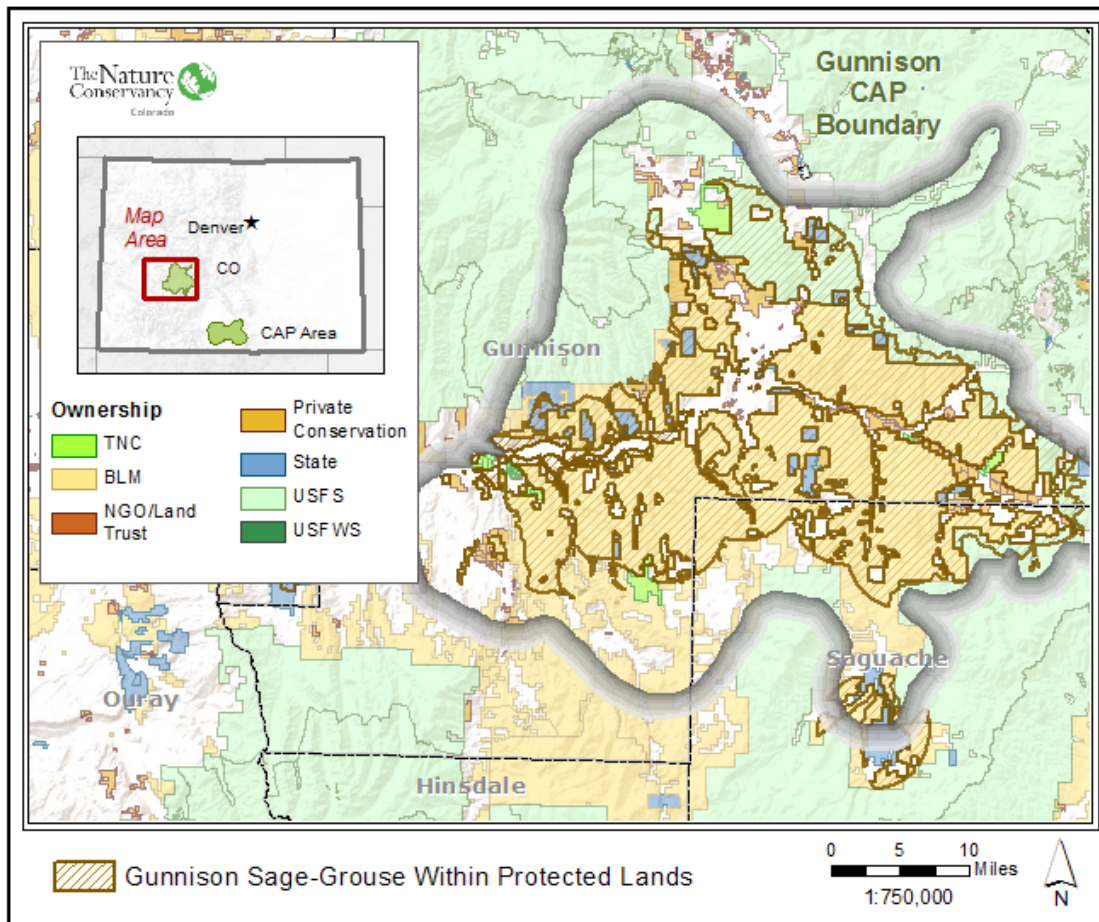 The Nature
Conservancy
Colorado
Map
Area
Denver
CO
CAP Area
Ownership
TNC
BLM
NGO/Land
Trust
Private
Conservation
State
USFS
USFWS
Gunnison
CAP
Boundary
Gunnison
Saguache
Ouray
Hinsdale
Gunnison Sage-Grouse Within Protected Lands
0 5 10
Miles
1:750,000
N